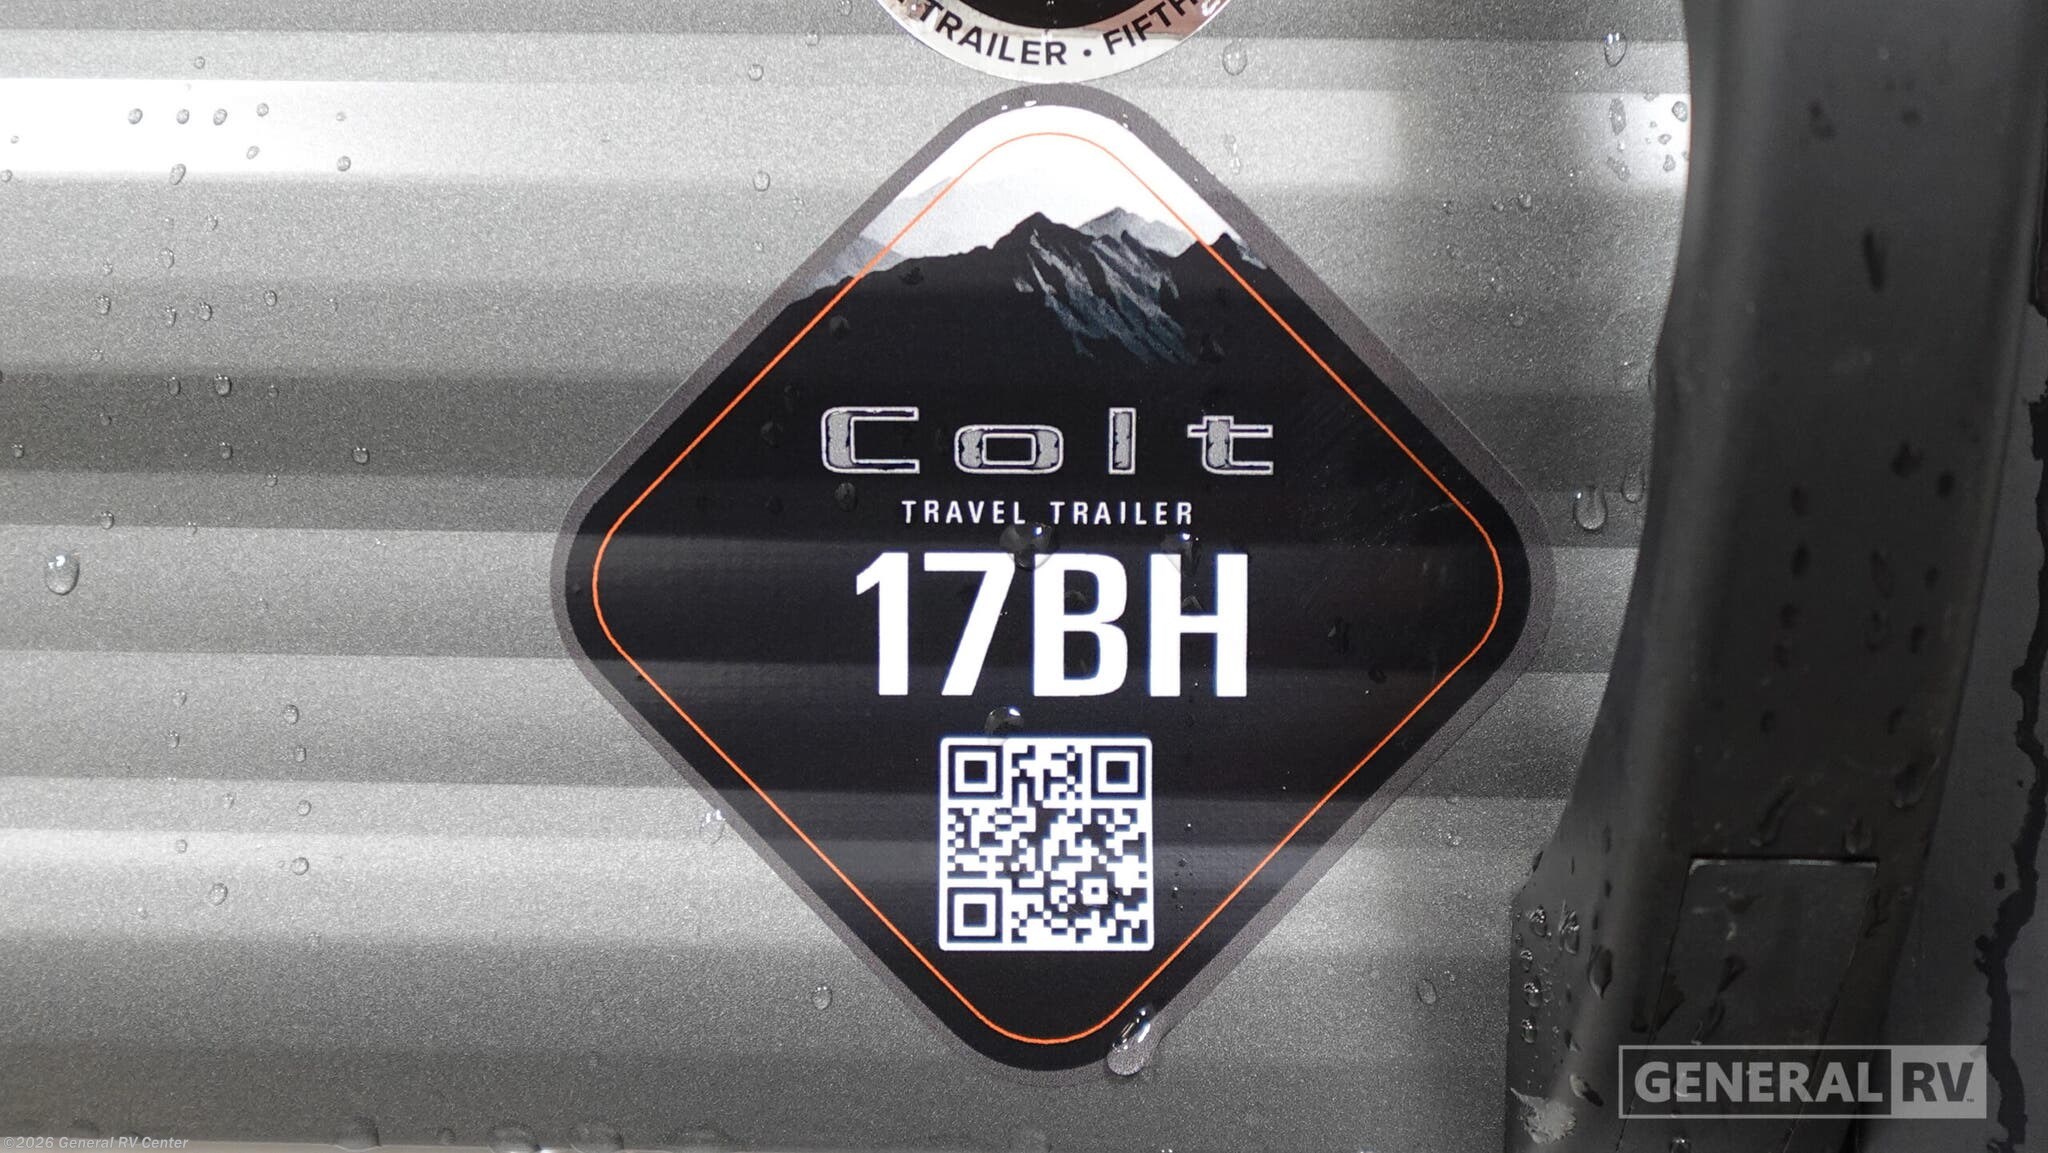 TRAILER • FIFTH
Colt
TRAVEL TRAILER
17BH
GENERAL RV
©2026 General RV Center